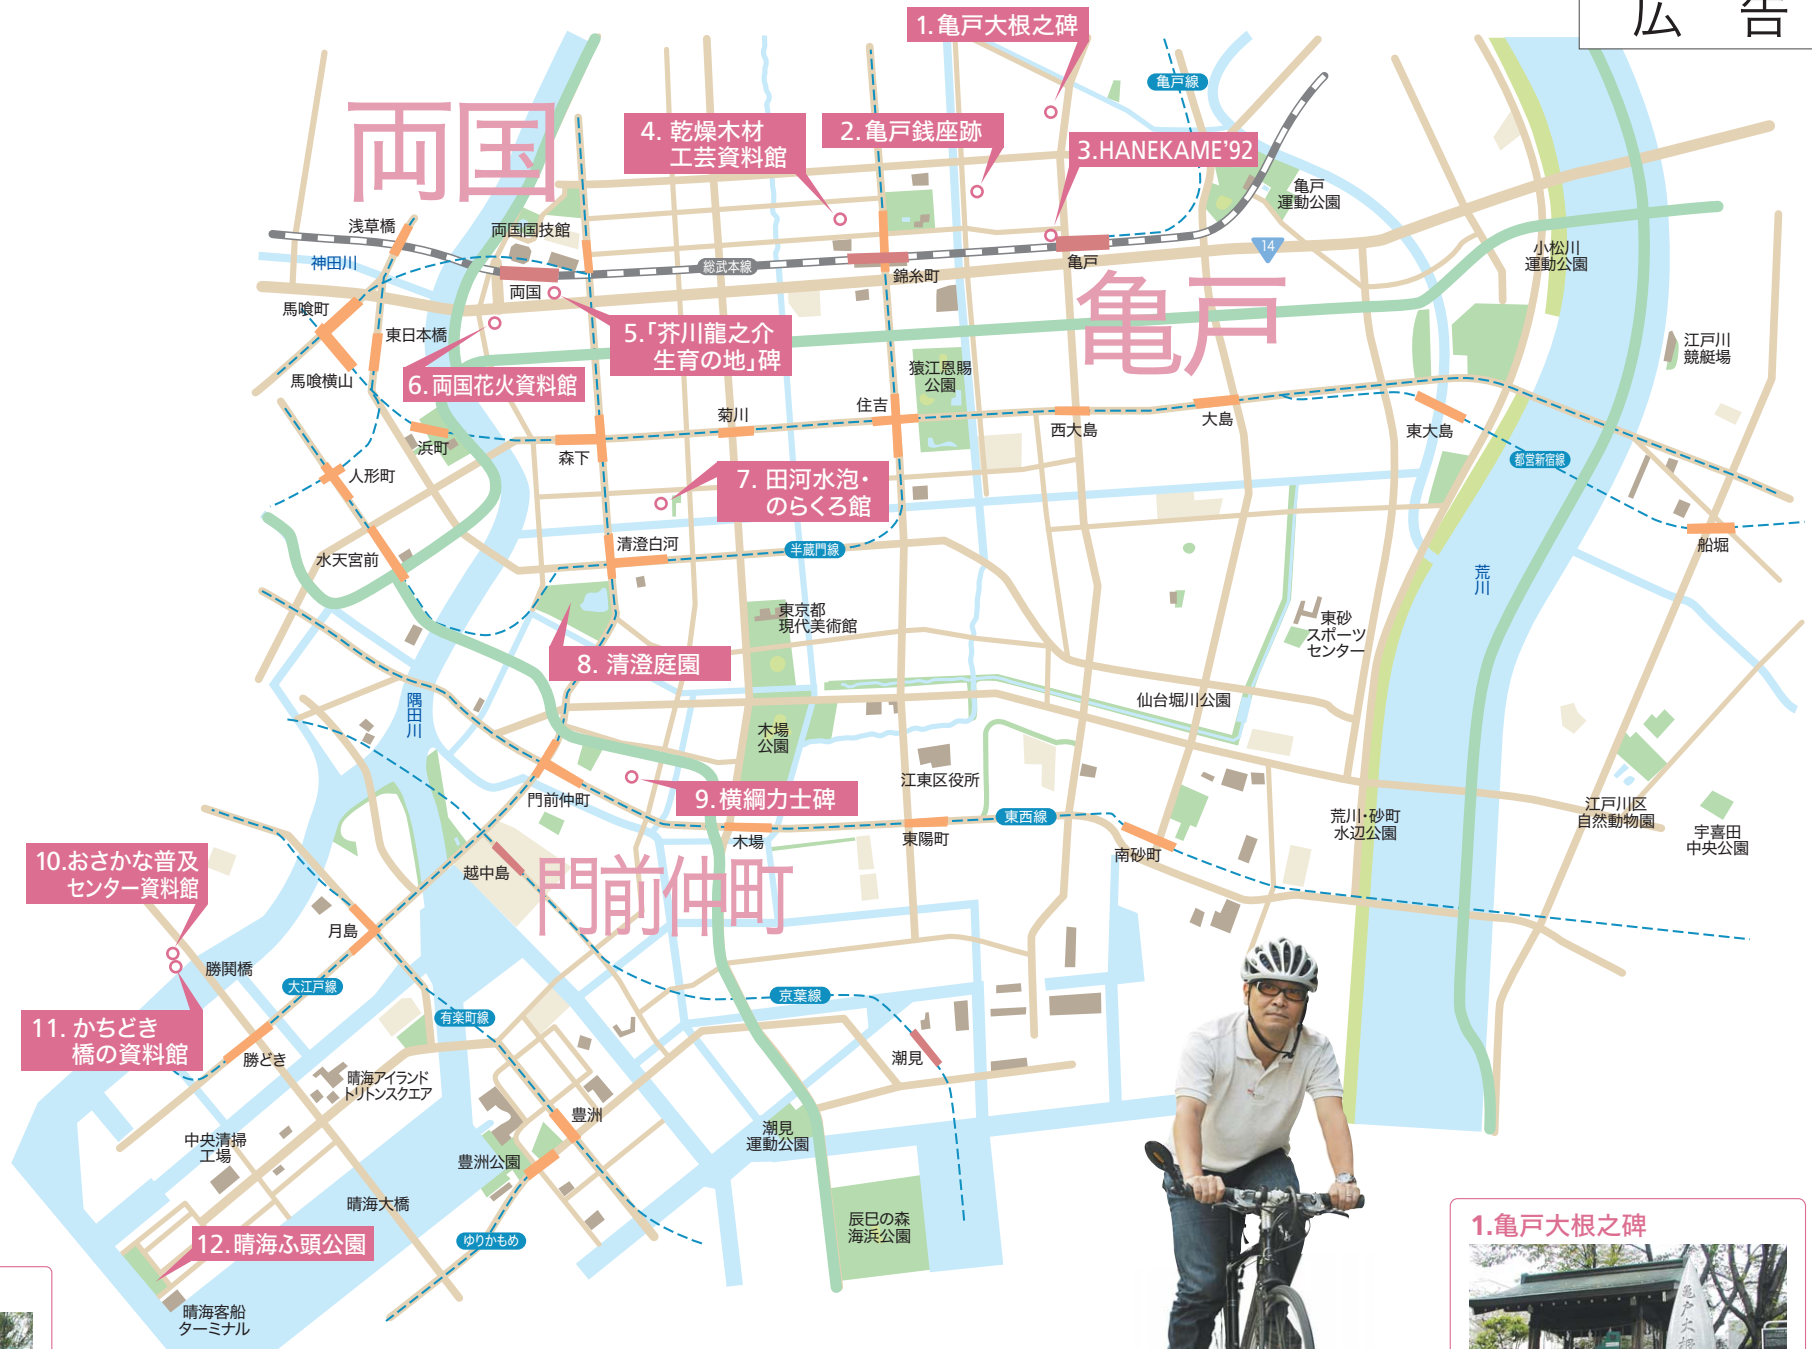 広 告
1.亀戸大根之碑
亀戸線
両国
4. 乾燥木材
工芸資料館
2.亀戸銭座跡
3.HANEKAME’92
亀戸
運動公園
浅草橋
両国国技館
神田川
総武本線
錦糸町
亀戸
14
小松川
運動公園
両国
馬喰町
東日本橋
5.「芥川龍之介
生育の地」碑
亀戸
江戸川
競艇場
馬喰横山
6.両国花火資料館
猿江恩賜
公園
菊川
住吉
西大島
大島
東大島
浜町
森下
都営新宿線
人形町
7. 田河水泡・
のらくろ館
水天宮前
清澄白河
半蔵門線
船堀
荒川
東京都
現代美術館
東砂
スポーツ
センター
8. 清澄庭園
隅田川
仙台堀川公園
木場
公園
江東区役所
門前仲町
9.横綱力士碑
東西線
木場
東陽町
南砂町
荒川・砂町
水辺公園
江戸川区
自然動物園
宇喜田
中央公園
10.おさかな普及
センター資料館
越中島
門前仲町
月島
勝鬨橋
大江戸線
京葉線
有楽町線
11. かちどき
橋の資料館
勝どき
潮見
晴海アイランド
トリトンスクエア
豊洲
中央清掃
工場
潮見
運動公園
豊洲公園
晴海大橋
辰巳の森
海浜公園
12.晴海ふ頭公園
ゆりかもめ
晴海客船
ターミナル
1.亀戸大根之碑
亀戸大根